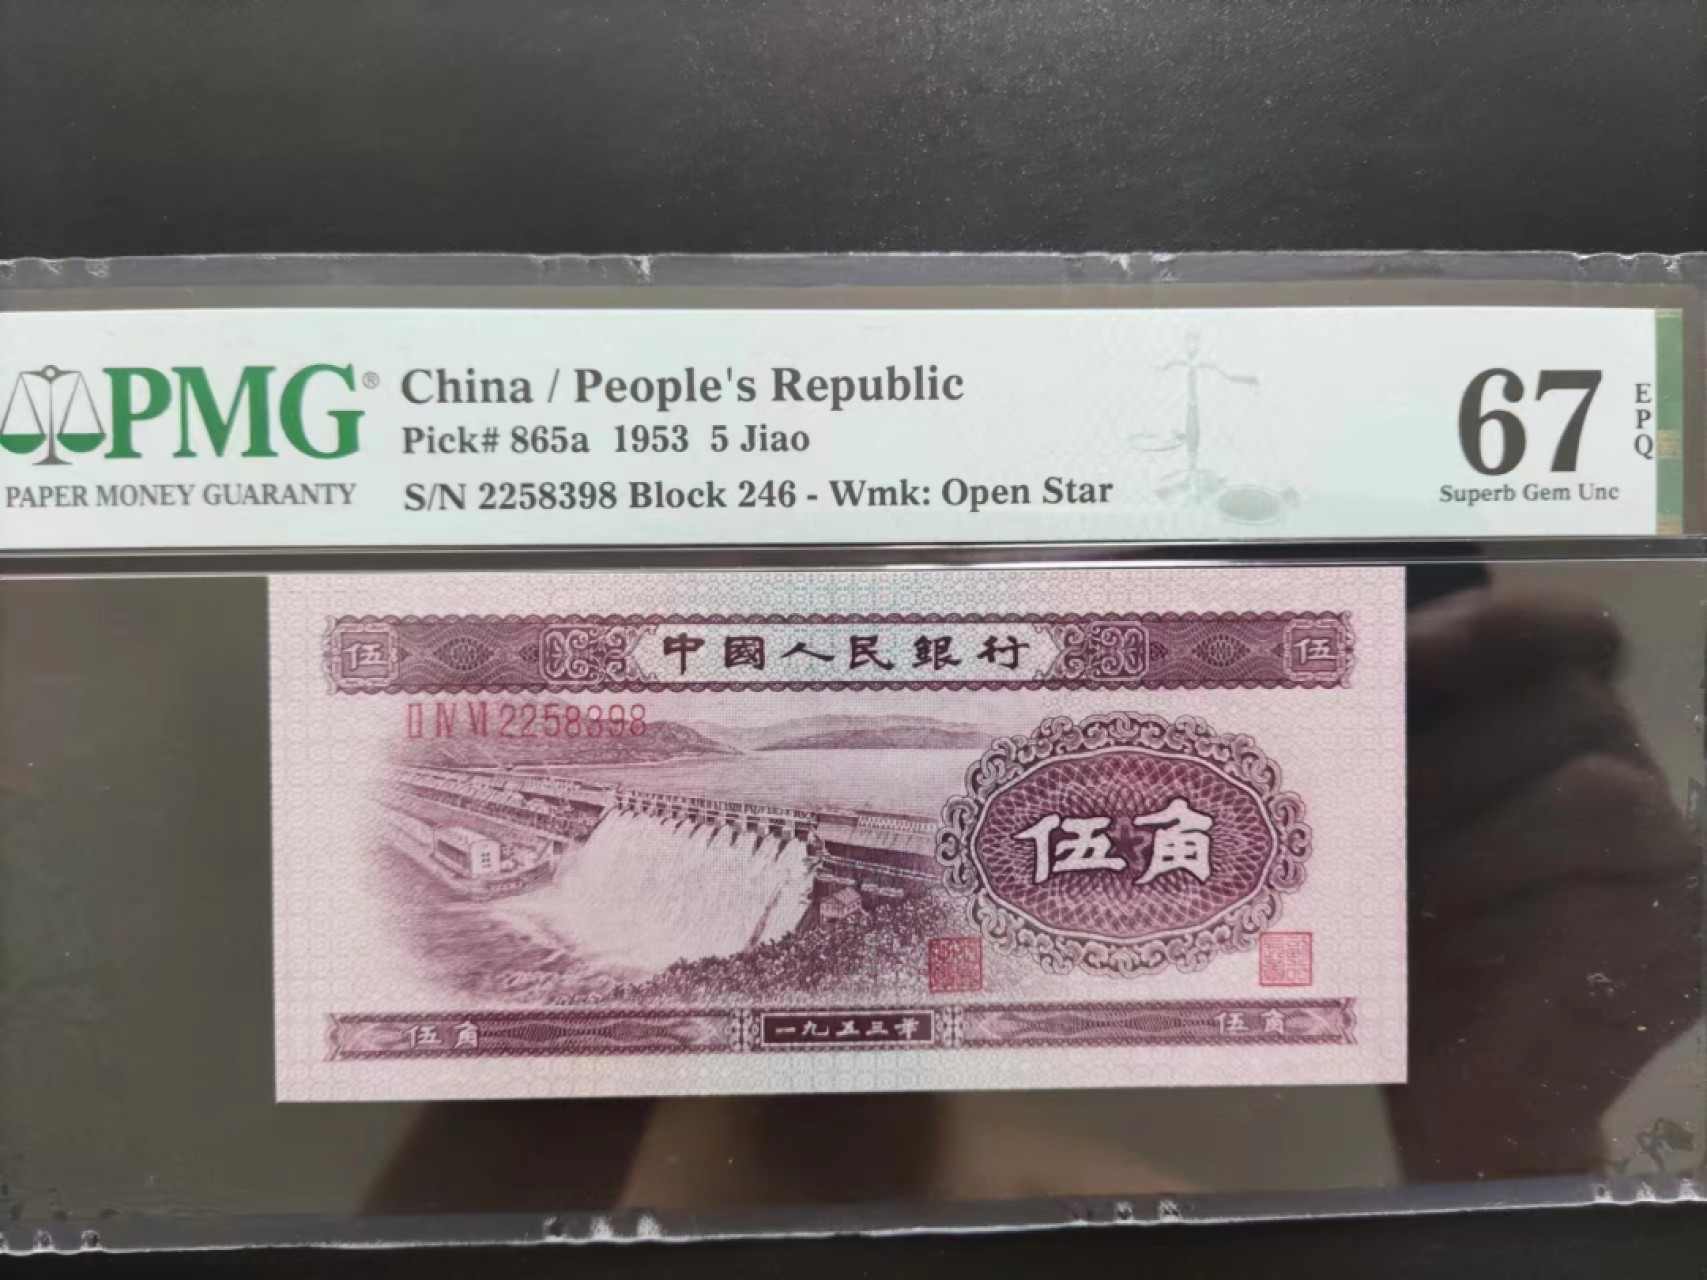 PMG®
PAPER MONEY GUARANTY
China / People's Republic
Pick# 865a 1953 5 Jiao
S/N 2258398 Block 246 - Wmk: Open Star
67
EPQ
Superb Gem Unc
伍 中國人民銀行 伍
II IV VI 2258398
伍角
伍角 一九五三年 伍角